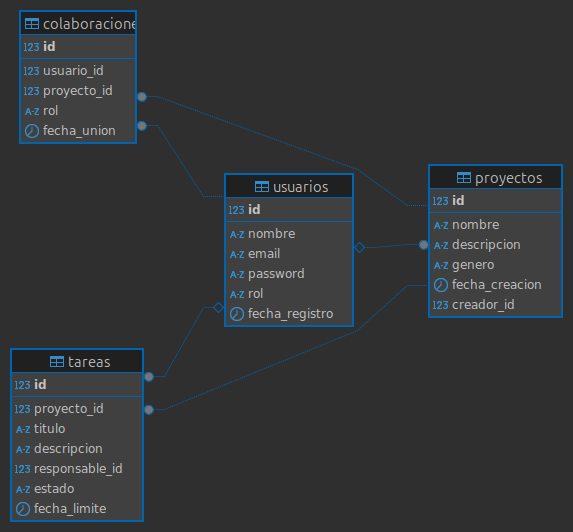 colaboracione
123 id
123 usuario_id
123 proyecto_id
A-Z rol
fecha_union
usuarios
123 id
A-Z nombre
A-Z email
A-Z password
A-Z rol
fecha_registro
proyectos
123 id
A-Z nombre
A-Z descripcion
A-Z genero
fecha_creacion
123 creador_id
tareas
123 id
123 proyecto_id
A-Z titulo
A-Z descripcion
123 responsable_id
A-Z estado
fecha_limite